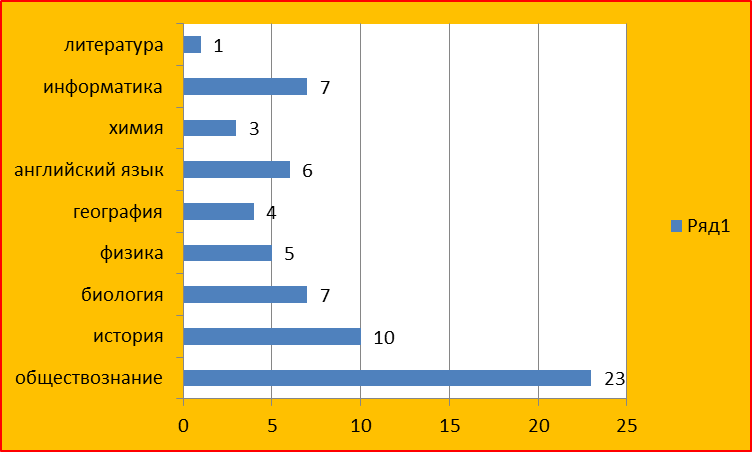 литература 1
информатика 7
химия 3
английский язык 6
география 4
Ряд1
физика 5
биология 7
история 10
обществознание 23
0 5 10 15 20 25